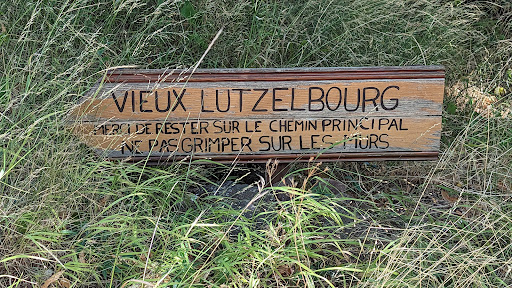 VIEUX LUTZELBOURG
MERCI DE RESTER SUR LE CHEMIN PRINCIPAL
NE PAS GRIMPER SUR LES MURS